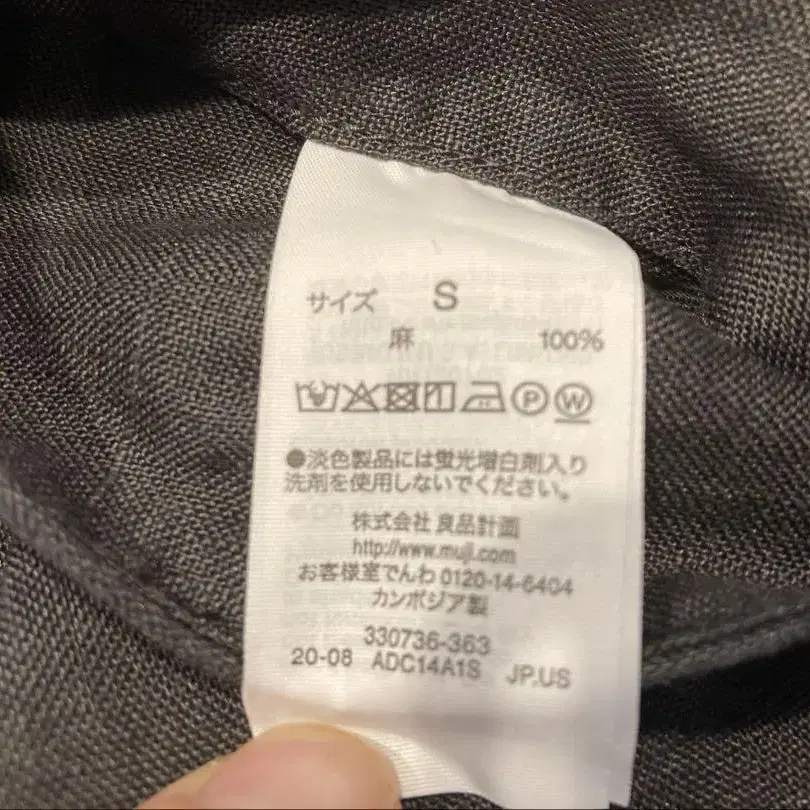 サイズ S
麻 100%
P W
●淡色製品には蛍光増白剤入り
洗剤を使用しないでください。
株式会社 良品計画
http://www.muji.com
お客様室でんわ 0120-14-6404
カンボジア製
330736-363
20-08 ADC14A1S JP.US